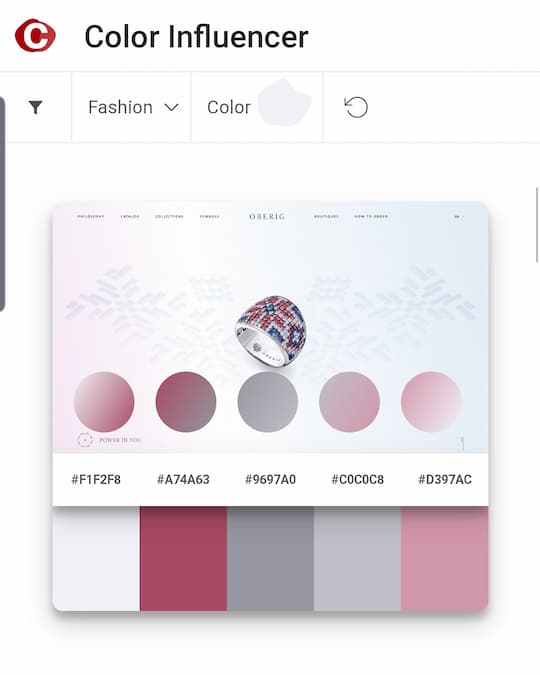 C Color Influencer
Fashion Color
PHILOSOPHY CATALOG COLLECTIONS SYMBOLS OBERIG BOUTIQUES HOW TO ORDER
POWER IN YOU
#F1F2F8 #A74A63 #9697A0 #C0C0C8 #D397AC